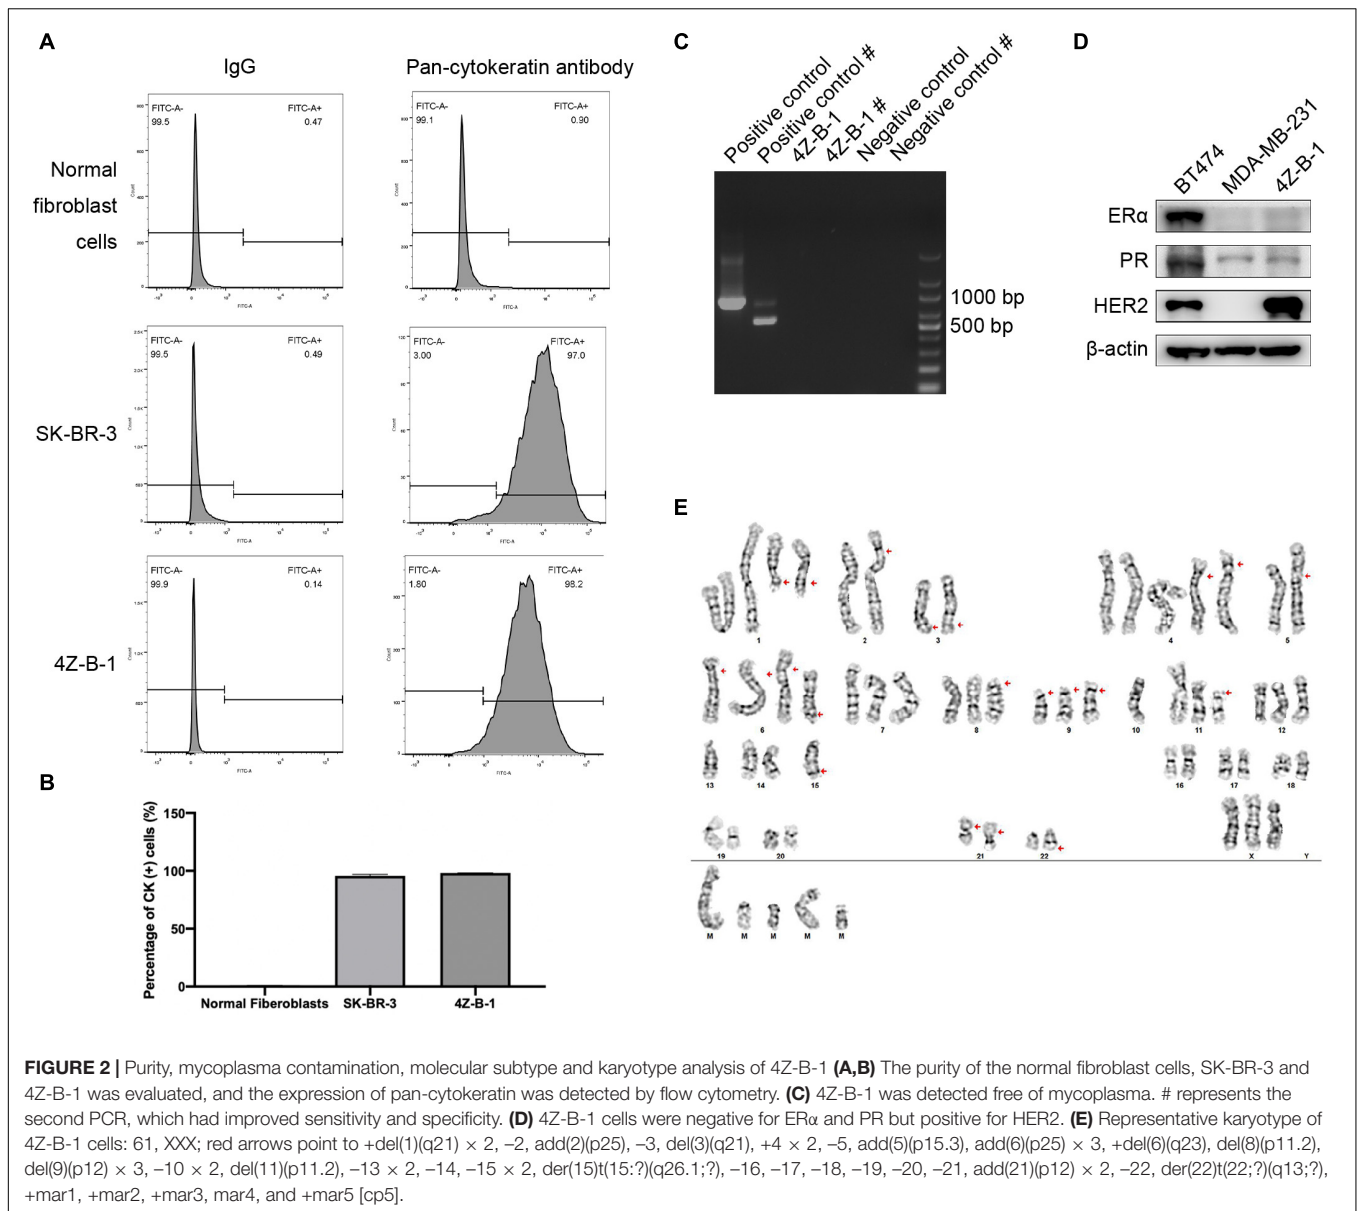 A
IgG
Pan-cytokeratin antibody
Normal
fibroblast
cells
FITC-A-
99.5
FITC-A+
0.47
FITC-A-
99.1
FITC-A+
0.90
Count
FITC-A
Count
FITC-A
SK-BR-3
FITC-A-
99.5
FITC-A+
0.49
FITC-A-
3.00
FITC-A+
97.0
Count
FITC-A
Count
FITC-A
4Z-B-1
FITC-A-
99.9
FITC-A+
0.14
FITC-A-
1.80
FITC-A+
98.2
Count
FITC-A
Count
FITC-A
B
Percentage of CK (+) cells (%)
150
100
50
0
Normal Fiberoblasts SK-BR-3 4Z-B-1
C
Positive control
Positive control #
4Z-B-1
4Z-B-1 #
Negative control
Negative control #
1000 bp
500 bp
D
BT474
MDA-MB-231
4Z-B-1
ERα
PR
HER2
β-actin
E
1 2 3 4 5
6 7 8 9 10 11 12
13 14 15 16 17 18
19 20 21 22 X Y
M M M M M
FIGURE 2 | Purity, mycoplasma contamination, molecular subtype and karyotype analysis of 4Z-B-1 (A,B) The purity of the normal fibroblast cells, SK-BR-3 and
4Z-B-1 was evaluated, and the expression of pan-cytokeratin was detected by flow cytometry. (C) 4Z-B-1 was detected free of mycoplasma. # represents the
second PCR, which had improved sensitivity and specificity. (D) 4Z-B-1 cells were negative for ERα and PR but positive for HER2. (E) Representative karyotype of
4Z-B-1 cells: 61, XXX; red arrows point to +del(1)(q21) × 2, –2, add(2)(p25), –3, del(3)(q21), +4 × 2, –5, add(5)(p15.3), add(6)(p25) × 3, +del(6)(q23), del(8)(p11.2),
del(9)(p12) × 3, –10 × 2, del(11)(p11.2), –13 × 2, –14, –15 × 2, der(15)t(15:?)(q26.1;?), –16, –17, –18, –19, –20, –21, add(21)(p12) × 2, –22, der(22)t(22;?)(q13;?),
+mar1, +mar2, +mar3, mar4, and +mar5 [cp5].